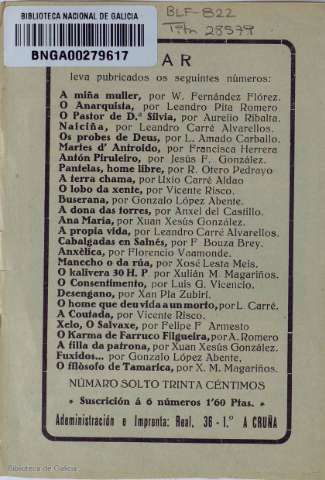 BIBLIOTECA NACIONAL DE GALICIA
BNGA00279617
BLF-822
28579
AR
leva pubricados os seguintes números:
A miña muller, por W. Fernández Flórez.
O Anarquista, por Leandro Pita Romero
O Pastor de D.ª Silvia, por Aurelio Ribalta.
Naiciña, por Leandro Carré Alvarellos.
Os probes de Deus, por L. Amado Carballo.
Martes d' Antroido, por Francisca Herrera
Antón Piruleiro, por Jesús F. González.
Pantelas, home libre, por R. Otero Pedrayo
A terra chama, por Uxío Carré Aldao
O lobo da xente, por Vicente Risco.
Buserana, por Gonzalo López Abente.
A dona das torres, por Anxel del Castillo.
Ana María, por Xuan Xesús González.
A propia vida, por Leandro Carré Alvarellos.
Cabalgadas en Salnés, por F. Bouza Brey.
Anxélica, por Florencio Vaamonde.
Manecho o da rúa, por Xosé Lesta Meis.
O kalivera 30 H. P. por Xulián M. Magariños.
O Consentimento, por Luis G. Vicencio.
Desengano, por Xan Pla Zubiri.
O home que deu vida a un morto, por L. Carré.
A Coutada, por Vicente Risco.
Xelo, O Salvaxe, por Felipe F. Armesto
O Karma de Farruco Filgueira, por A. Romero
A filla da patrona, por Xuan Xesús González.
Fuxidos... por Gonzalo López Abente.
O filósofo de Tamarica, por X. M. Magariños.
NÚMARO SOLTO TRINTA CÉNTIMOS
Suscrición á 6 números 1'60 Ptas.
Adeministración e Imprenta: Real, 36 - 1.º A CRUÑA
Biblioteca de Galicia